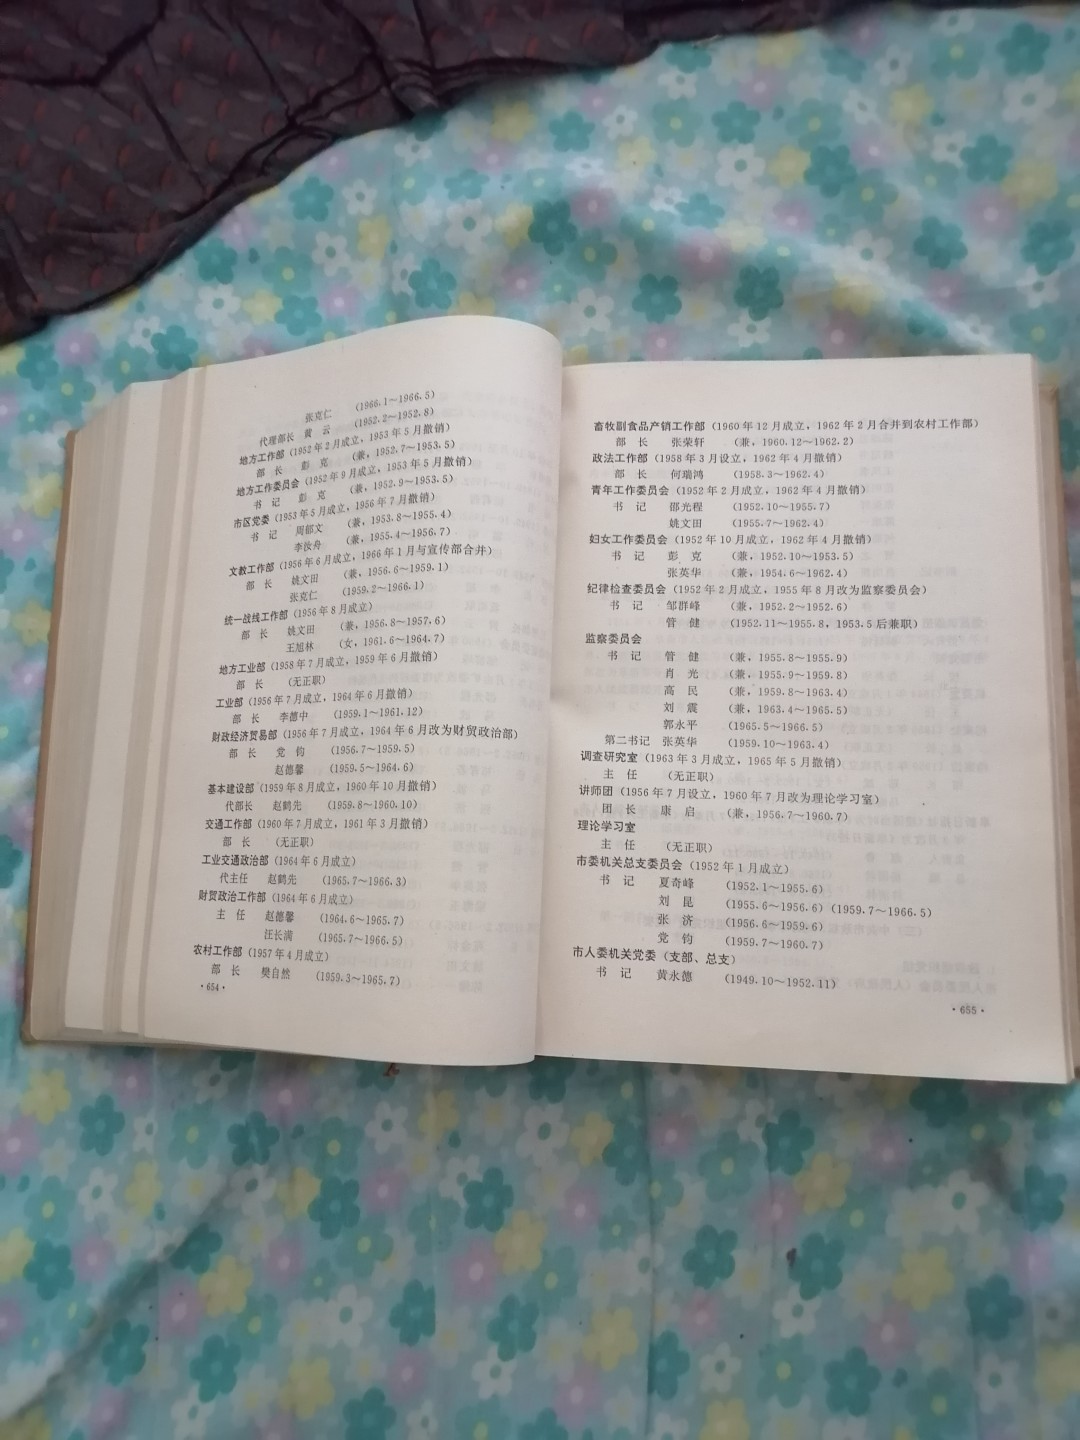 张克仁 (1966.1~1966.5)
代理部长 黄 云 (1952.2~1952.8)
地方工作部 (1952年2月成立，1953年5月撤销)
部 长 彭 克 (兼，1952.7~1953.5)
地方工作委员会 (1952年9月成立，1953年5月撤销)
书 记 彭 克 (兼，1952.9~1953.5)
市区党委 (1953年5月成立，1956年7月撤销)
书 记 周郁文 (兼，1953.8~1955.4)
李汝舟 (兼，1955.4~1956.7)
文教工作部 (1956年6月成立，1966年1月与宣传部合并)
部 长 姚文田 (兼，1956.6~1959.1)
张克仁 (1959.2~1966.1)
统一战线工作部 (1956年8月成立)
部 长 姚文田 (兼，1956.8~1957.6)
王旭林 (女，1961.6~1964.7)
地方工业部 (1958年7月成立，1959年6月撤销)
部 长 (无正职)
工业部 (1956年7月成立，1964年6月撤销)
部 长 李德中 (1959.1~1961.12)
财政经济贸易部 (1956年7月成立，1964年6月改为财贸政治部)
部 长 党 钧 (1956.7~1959.5)
赵德馨 (1959.5~1964.6)
基本建设部 (1959年8月成立，1960年10月撤销)
代部长 赵鹤先 (1959.8~1960.10)
交通工作部 (1960年7月成立，1961年3月撤销)
部 长 (无正职)
工业交通政治部 (1964年6月成立)
代主任 赵鹤先 (1965.7~1966.3)
财贸政治工作部 (1964年6月成立)
主 任 赵德馨 (1964.6~1965.7)
汪长满 (1965.7~1966.5)
农村工作部 (1957年4月成立)
部 长 樊自然 (1959.3~1965.7)
·654·
畜牧副食品产销工作部 (1960年12月成立，1962年2月合并到农村工作部)
部 长 张荣轩 (兼，1960.12~1962.2)
政法工作部 (1958年3月设立，1962年4月撤销)
部 长 何瑞鸿 (1958.3~1962.4)
青年工作委员会 (1952年2月成立，1962年4月撤销)
书 记 邵光程 (1952.10~1955.7)
姚文田 (1955.7~1962.4)
妇女工作委员会 (1952年10月成立，1962年4月撤销)
书 记 彭 克 (兼，1952.10~1953.5)
张英华 (兼，1954.6~1962.4)
纪律检查委员会 (1952年2月成立，1955年8月改为监察委员会)
书 记 邹群峰 (兼，1952.2~1952.6)
管 健 (1952.11~1955.8，1953.5后兼职)
监察委员会
书 记 管 健 (兼，1955.8~1955.9)
肖 光 (兼，1955.9~1959.8)
高 民 (兼，1959.8~1963.4)
刘 震 (兼，1963.4~1965.5)
郭永平 (1965.5~1966.5)
第二书记 张英华 (1959.10~1963.4)
调查研究室 (1963年3月成立，1965年5月撤销)
主 任 (无正职)
讲师团 (1956年7月设立，1960年7月改为理论学习室)
团 长 康 启 (兼，1956.7~1960.7)
理论学习室
主 任 (无正职)
市委机关总支委员会 (1952年1月成立)
书 记 夏奇峰 (1952.1~1955.6)
刘 昆 (1955.6~1956.6) (1959.7~1966.5)
张 济 (1956.6~1959.6)
党 钧 (1959.7~1960.7)
市人委机关党委 (支部、总支)
书 记 黄永德 (1949.10~1952.11)
·655·